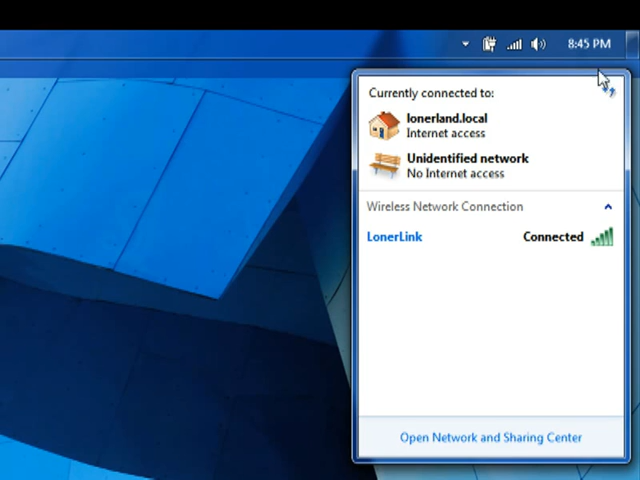 8:45 PM
Currently connected to:
lonerland.local
Internet access
Unidentified network
No Internet access
Wireless Network Connection
LonerLink Connected
Open Network and Sharing Center